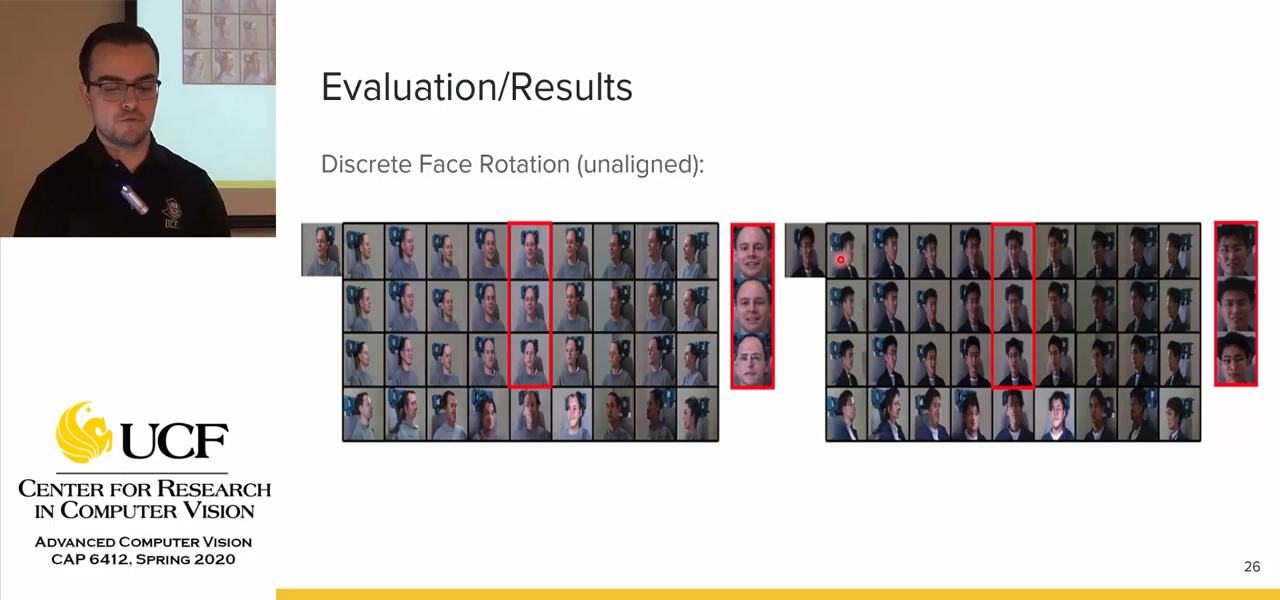 UCF
Evaluation/Results
Discrete Face Rotation (unaligned):
UCF
CENTER FOR RESEARCH
IN COMPUTER VISION
ADVANCED COMPUTER VISION
CAP 6412, SPRING 2020
26